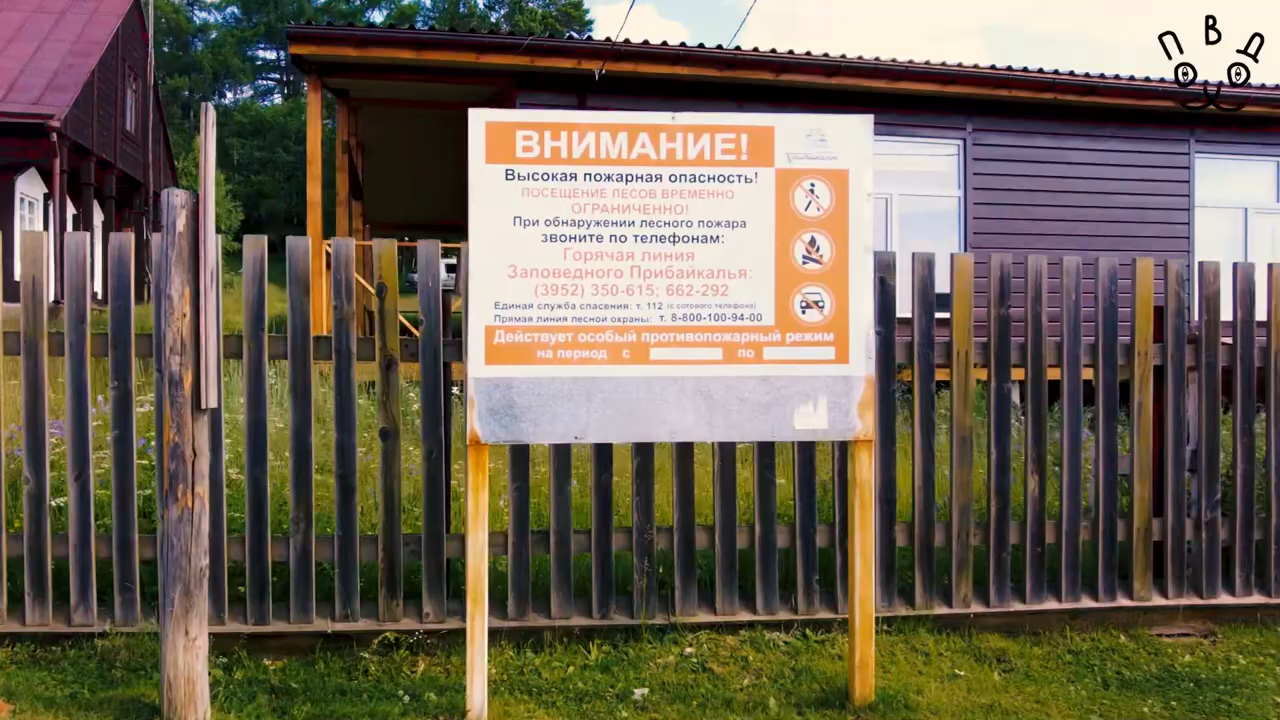 ПВД
ВНИМАНИЕ!
Высокая пожарная опасность!
ПОСЕЩЕНИЕ ЛЕСОВ ВРЕМЕННО
ОГРАНИЧЕННО!
При обнаружении лесного пожара
звоните по телефонам:
Горячая линия
Заповедного Прибайкалья:
(3952) 350-615; 662-292
Единая служба спасения: т. 112 (с сотового телефона)
Прямая линия лесной охраны: т. 8-800-100-94-00
Действует особый противопожарный режим
на период с по